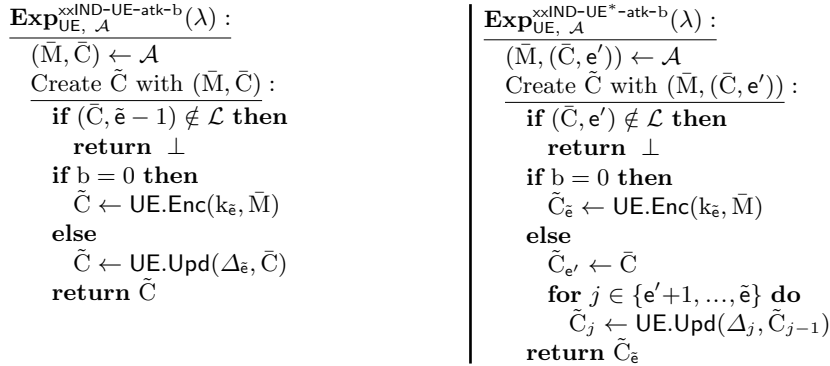 Exp^{xxIND-UE-atk-b}_{UE, 𝒜}(λ) :
(M̄, C̄) ← 𝒜
Create C̃ with (M̄, C̄) :
if (C̄, ẽ − 1) ∉ ℒ then
return ⊥
if b = 0 then
C̃ ← UE.Enc(k_ẽ, M̄)
else
C̃ ← UE.Upd(Δ_ẽ, C̄)
return C̃
Exp^{xxIND-UE*-atk-b}_{UE, 𝒜}(λ) :
(M̄, (C̄, e′)) ← 𝒜
Create C̃ with (M̄, (C̄, e′)) :
if (C̄, e′) ∉ ℒ then
return ⊥
if b = 0 then
C̃_ẽ ← UE.Enc(k_ẽ, M̄)
else
C̃_{e′} ← C̄
for j ∈ {e′+1, ..., ẽ} do
C̃_j ← UE.Upd(Δ_j, C̃_{j−1})
return C̃_ẽ